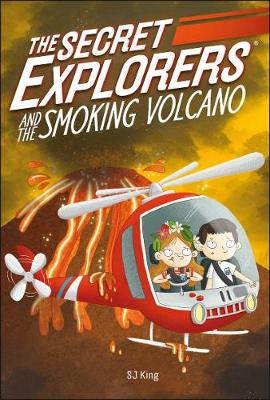 THE SECRET
EXPLORERS®
AND THE SMOKING VOLCANO
SJ King